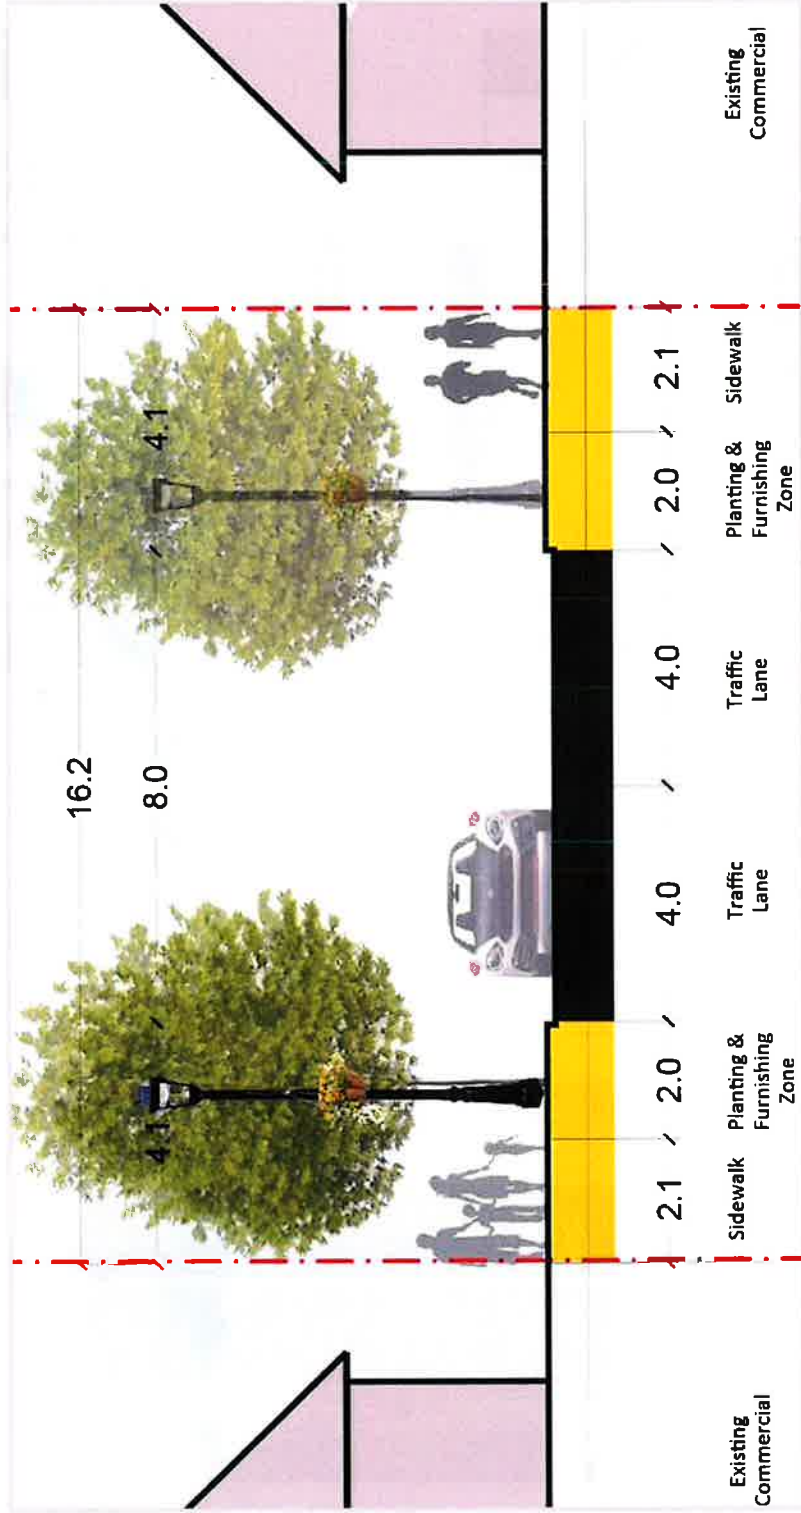 16.2
4.1
8.0
4.1
2.1
2.0
4.0
4.0
2.0
2.1
Existing
Commercial
Sidewalk
Planting &
Furnishing
Zone
Traffic
Lane
Traffic
Lane
Planting &
Furnishing
Zone
Sidewalk
Existing
Commercial